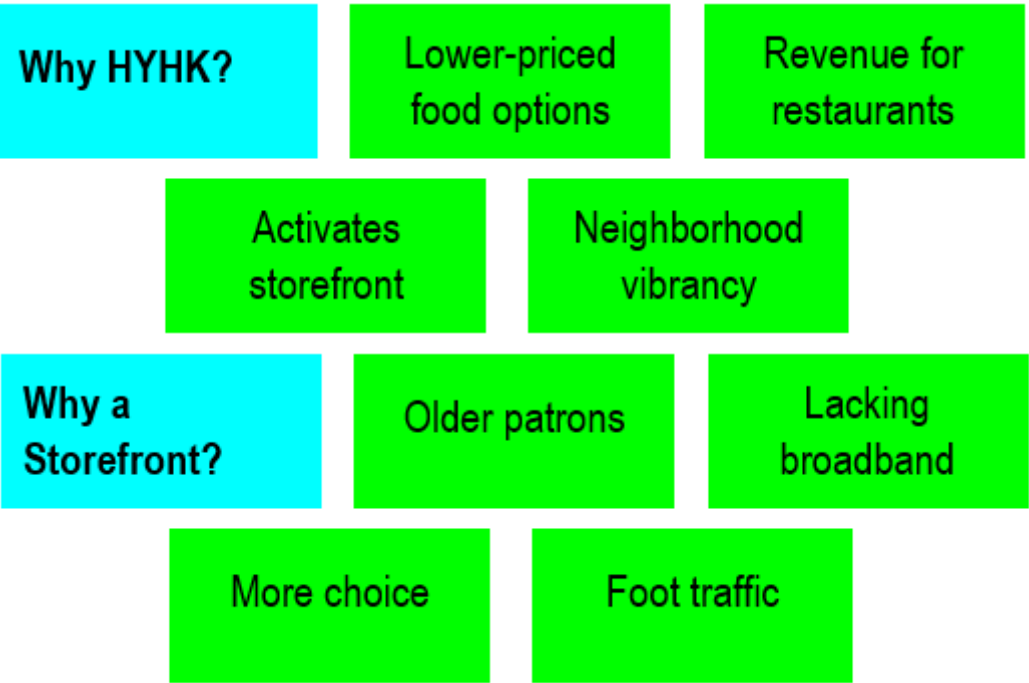 Why HYHK?
Lower-priced
food options
Revenue for
restaurants
Activates
storefront
Neighborhood
vibrancy
Why a
Storefront?
Older patrons
Lacking
broadband
More choice
Foot traffic